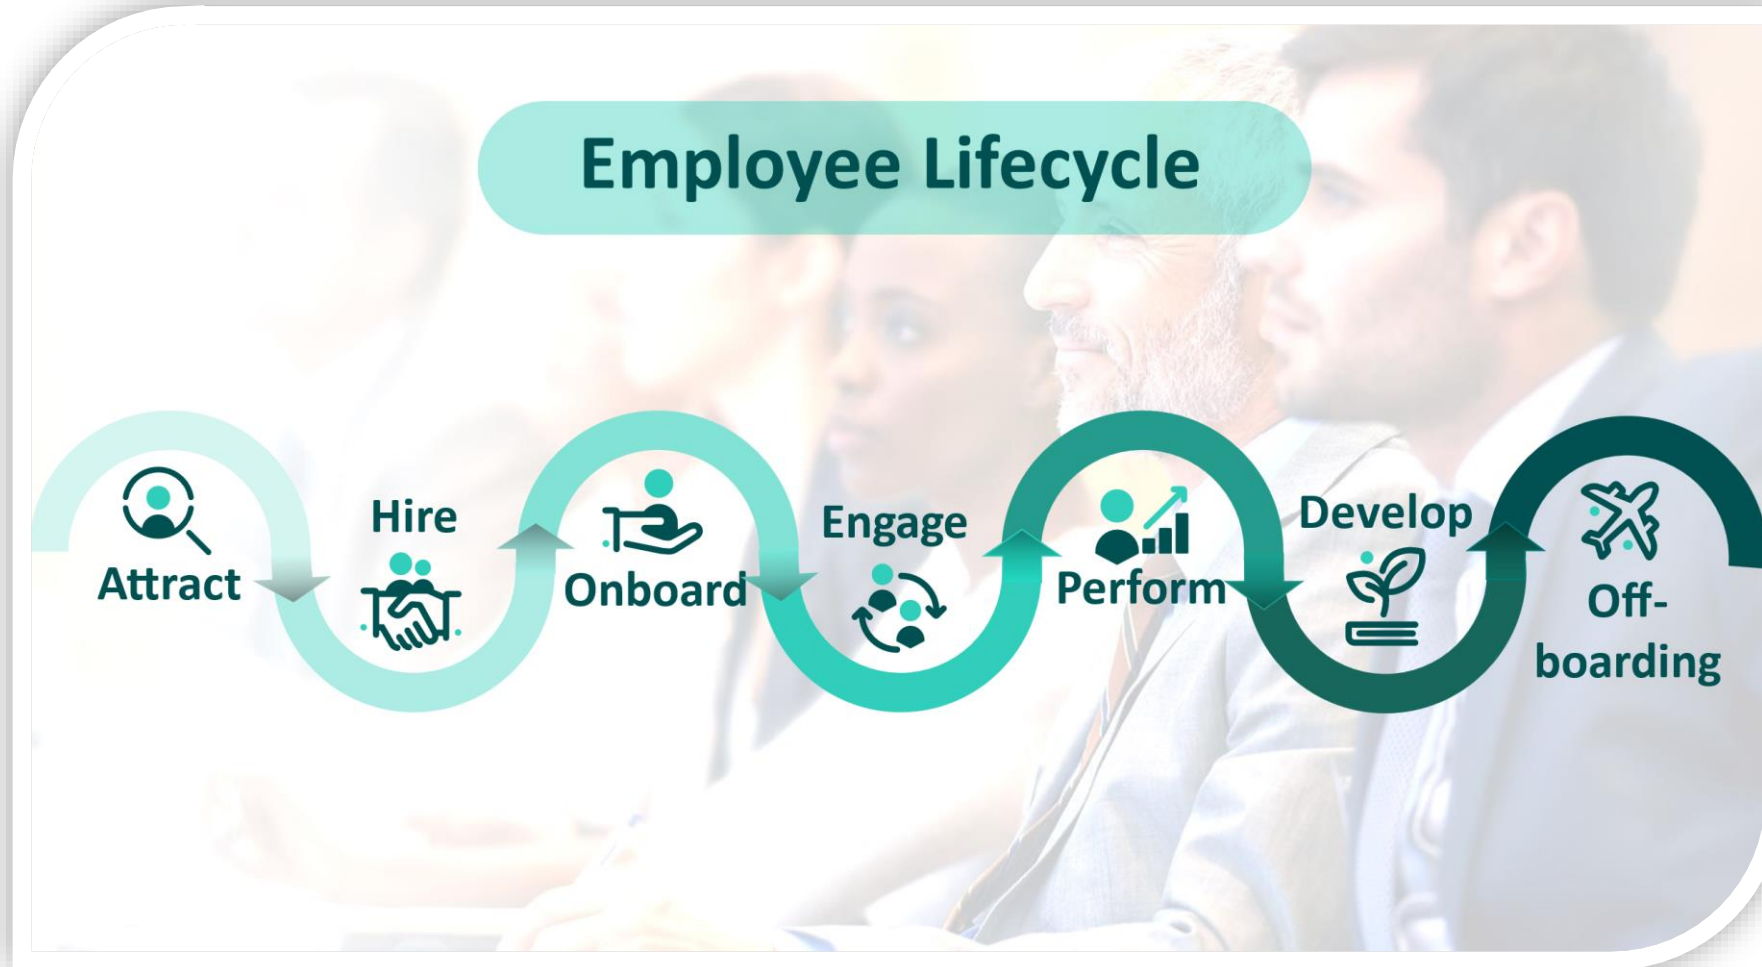 Employee Lifecycle
Attract
Hire
Onboard
Engage
Perform
Develop
Off-
boarding